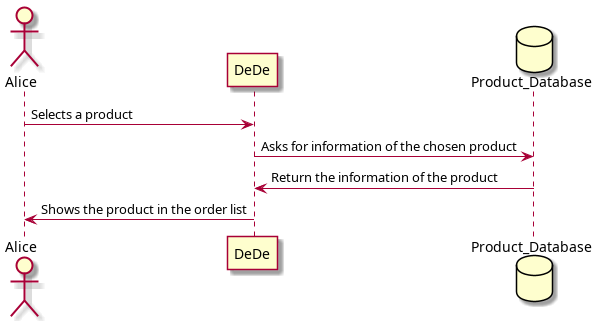 Alice
DeDe
Product_Database
Selects a product
Asks for information of the chosen product
Return the information of the product
Shows the product in the order list
Alice
DeDe
Product_Database